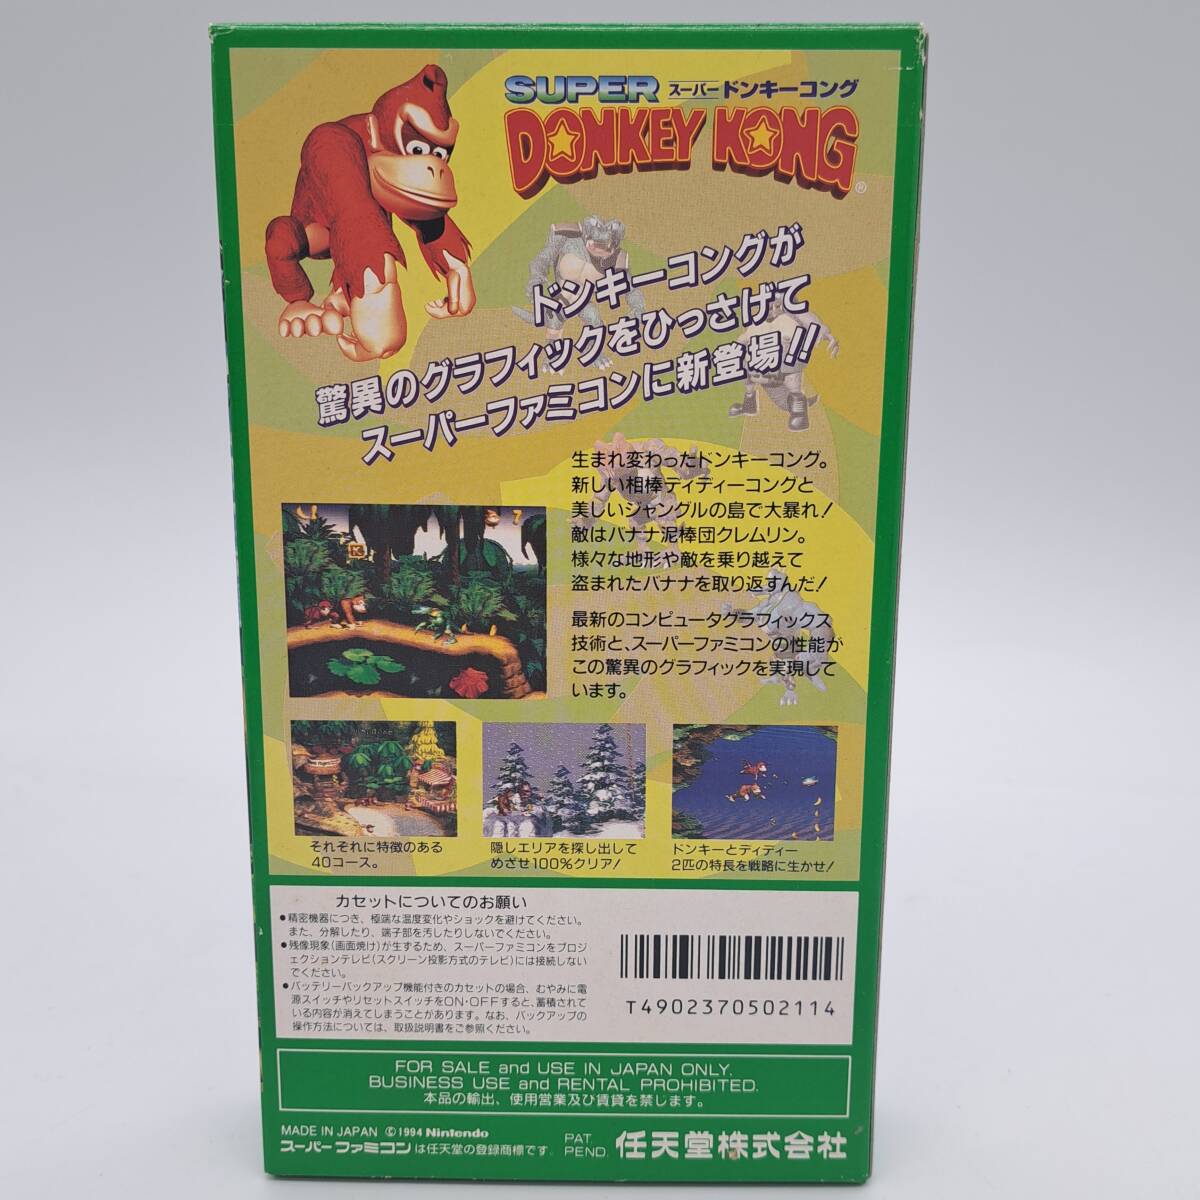 SUPER スーパードンキーコング
DONKEY KONG®
ドンキーコングが
驚異のグラフィックをひっさげて
スーパーファミコンに新登場!!
生まれ変わったドンキーコング。
新しい相棒ディディーコングと
美しいジャングルの島で大暴れ!
敵はバナナ泥棒団クレムリン。
様々な地形や敵を乗り越えて
盗まれたバナナを取り返すんだ!
最新のコンピュータグラフィックス
技術と、スーパーファミコンの性能が
この驚異のグラフィックを実現して
います。
7
K
それぞれに特徴のある
40コース。
隠しエリアを探し出して
めざせ100%クリア!
ドンキーとディディー
2匹の特長を戦略に生かせ!
カセットについてのお願い
●精密機器につき、極端な温度変化やショックを避けてください。
また、分解したり、端子部を汚したりしないでください。
●残像現象(画面焼け)が生ずるため、スーパーファミコンをプロジ
ェクションテレビ(スクリーン投影方式のテレビ)には接続しない
でください。
●バッテリーバックアップ機能付きのカセットの場合、むやみに電
源スイッチやリセットスイッチをON・OFFすると、蓄積されて
いる内容が消えてしまうことがあります。なお、バックアップの
操作方法については、取扱説明書をご参照ください。
T4902370502114
FOR SALE and USE IN JAPAN ONLY.
BUSINESS USE and RENTAL PROHIBITED.
本品の輸出、使用営業及び賃貸を禁じます。
MADE IN JAPAN ©1994 Nintendo
スーパーファミコンは任天堂の登録商標です。
PAT.
PEND.
任天堂株式会社